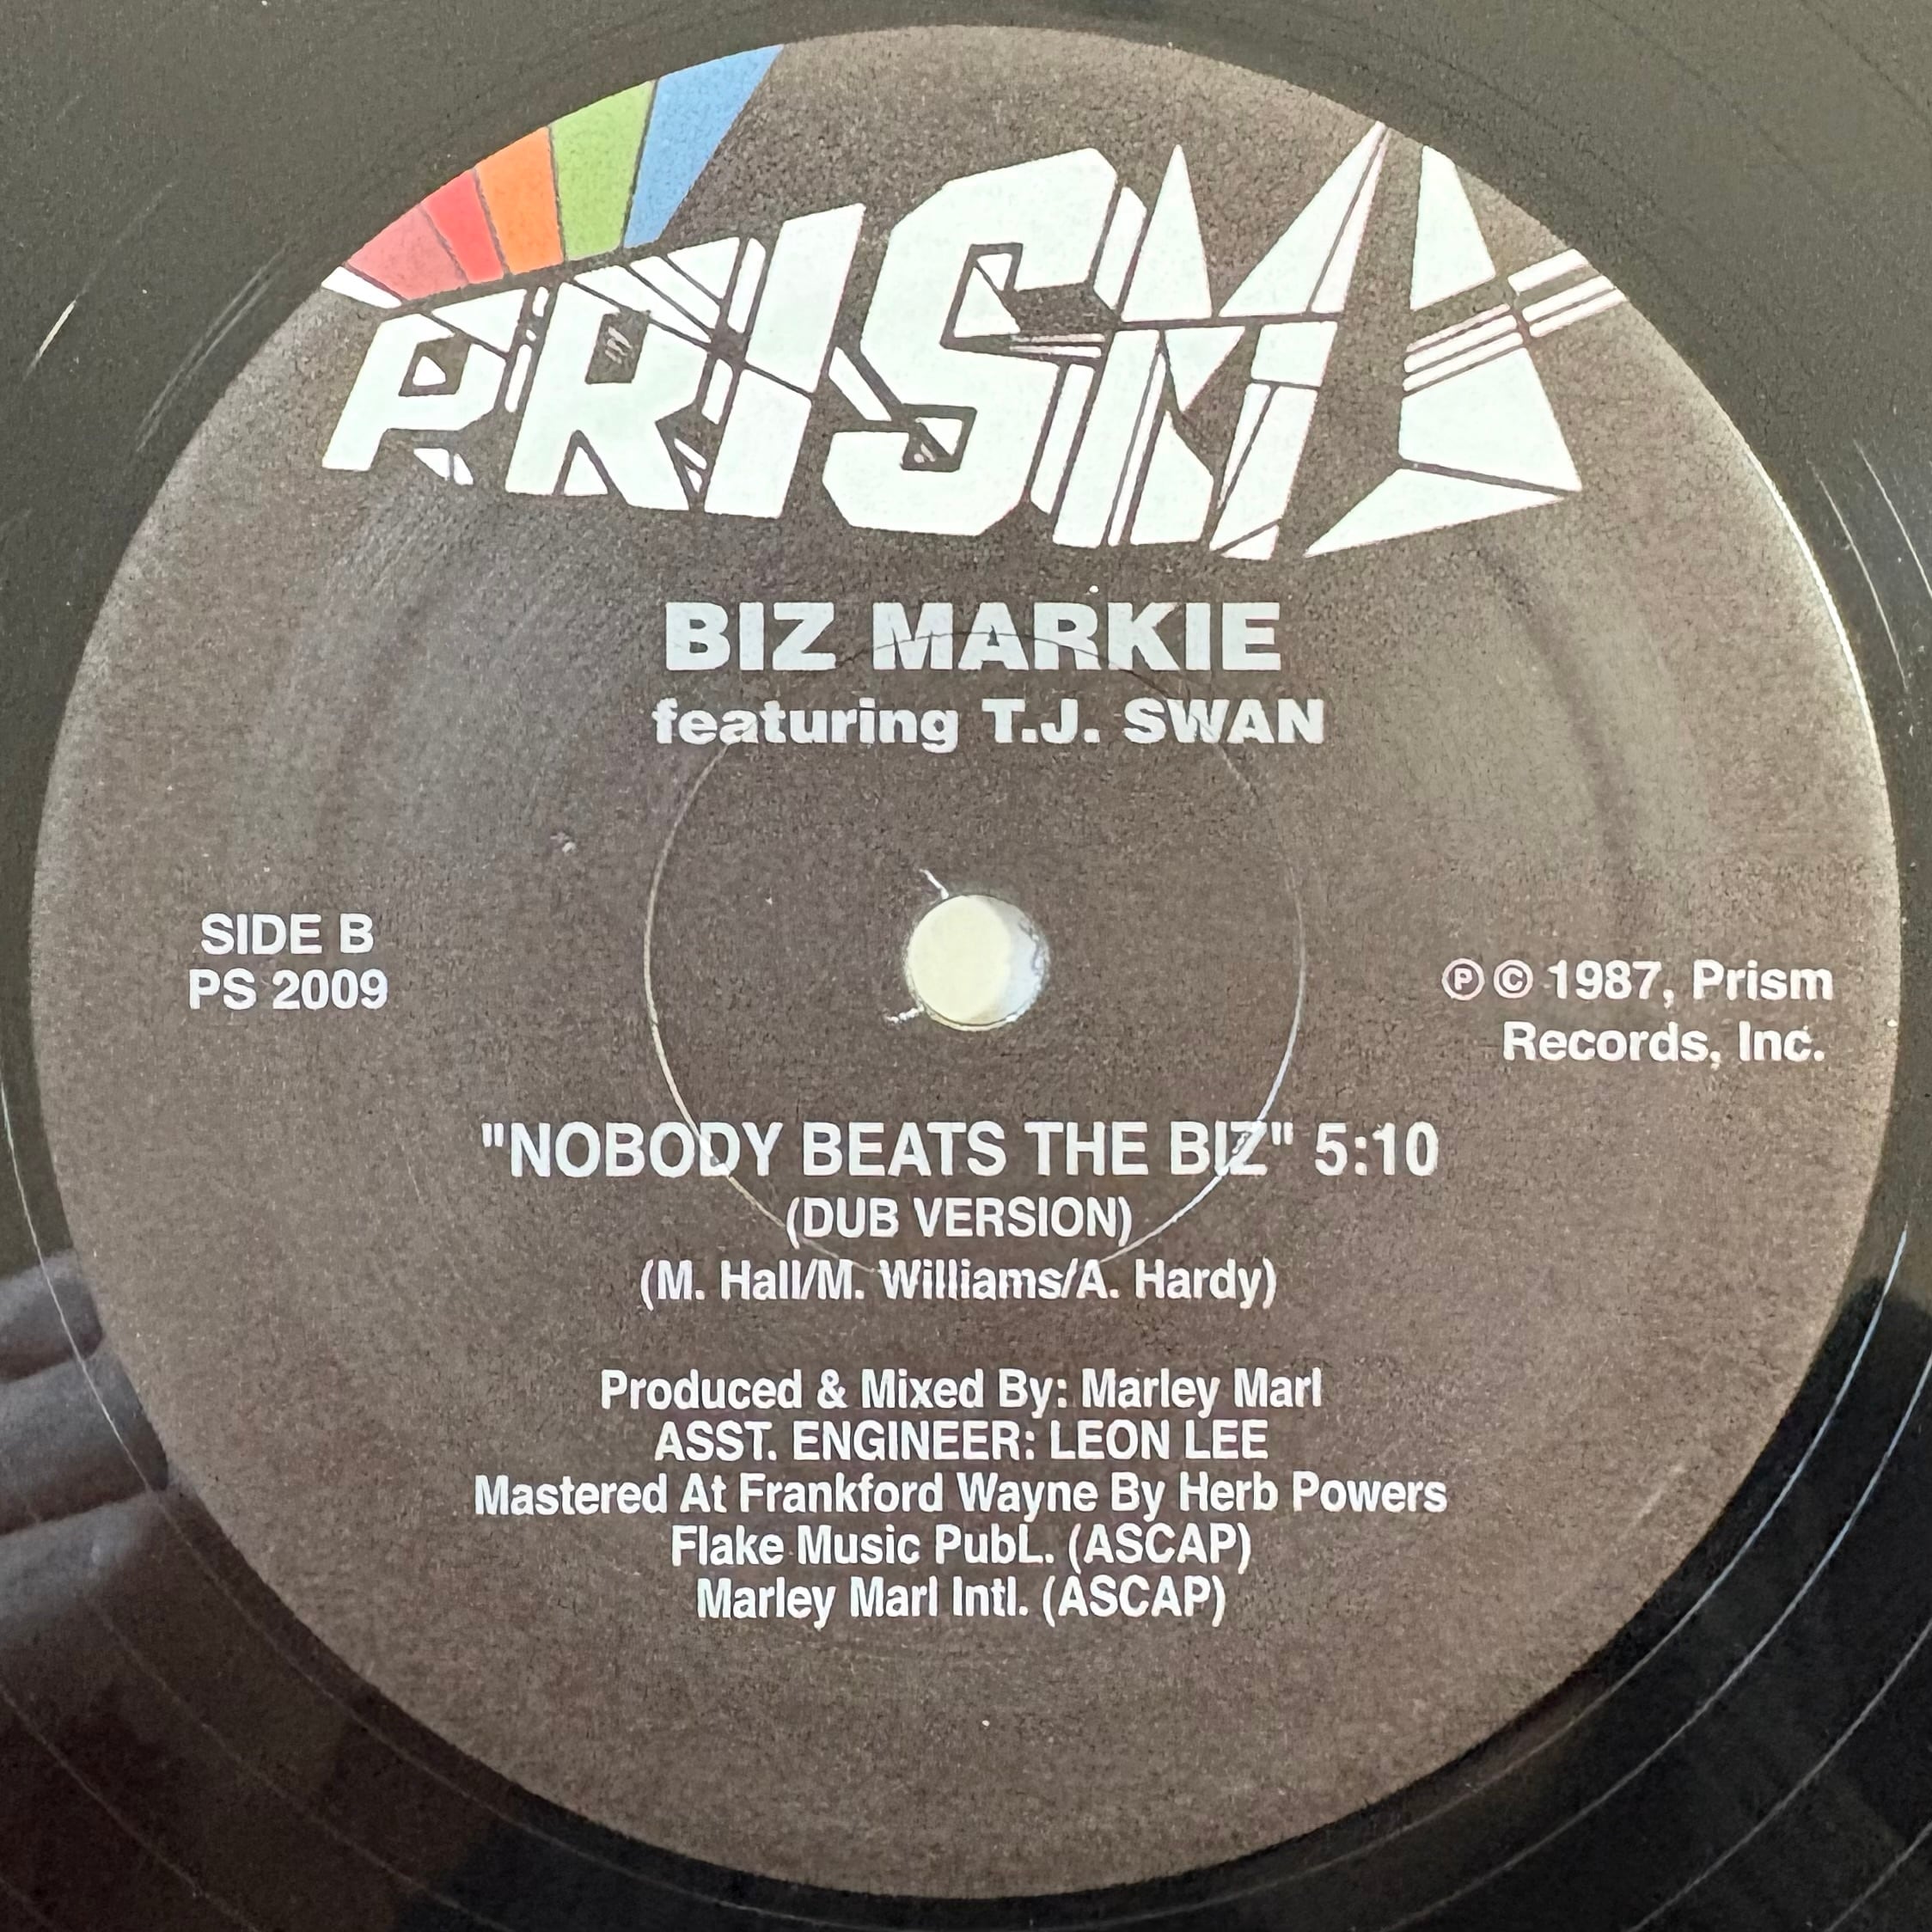 PRISM
BIZ MARKIE
featuring T.J. SWAN
SIDE B
PS 2009
℗ © 1987, Prism
Records, Inc.
"NOBODY BEATS THE BIZ" 5:10
(DUB VERSION)
(M. Hall/M. Williams/A. Hardy)
Produced & Mixed By: Marley Marl
ASST. ENGINEER: LEON LEE
Mastered At Frankford Wayne By Herb Powers
Flake Music PubL. (ASCAP)
Marley Marl Intl. (ASCAP)